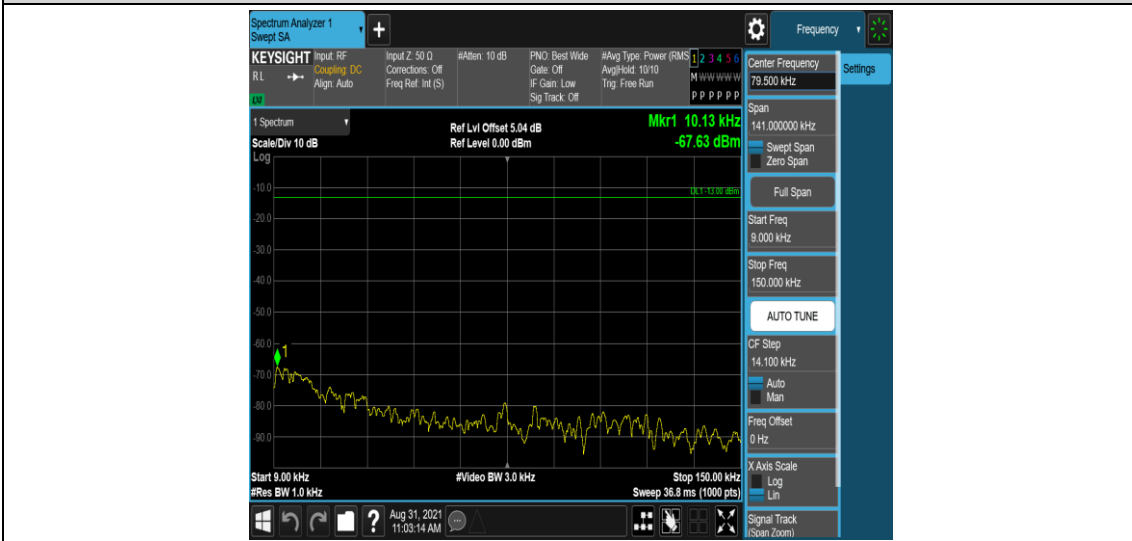 Spectrum Analyzer 1
Swept SA
+
Frequency
KEYSIGHT
RL
LXI
Input: RF
Coupling: DC
Align: Auto
Input Z: 50 Ω
Corrections: Off
Freq Ref: Int (S)
#Atten: 10 dB
PNO: Best Wide
Gate: Off
IF Gain: Low
Sig Track: Off
#Avg Type: Power (RMS
Avg|Hold: 10/10
Trig: Free Run
1 2 3 4 5 6
M W W W W W
P P P P P P
1 Spectrum
Scale/Div 10 dB
Log
Ref Lvl Offset 5.04 dB
Ref Level 0.00 dBm
Mkr1 10.13 kHz
-67.63 dBm
DL1 -13.00 dBm
-10.0
-20.0
-30.0
-40.0
-50.0
-60.0
-70.0
-80.0
-90.0
1
Start 9.00 kHz
#Res BW 1.0 kHz
#Video BW 3.0 kHz
Stop 150.00 kHz
Sweep 36.8 ms (1000 pts)
Center Frequency
79.500 kHz
Settings
Span
141.000000 kHz
Swept Span
Zero Span
Full Span
Start Freq
9.000 kHz
Stop Freq
150.000 kHz
AUTO TUNE
CF Step
14.100 kHz
Auto
Man
Freq Offset
0 Hz
X Axis Scale
Log
Lin
Signal Track
(Span Zoom)
?
Aug 31, 2021
11:03:14 AM